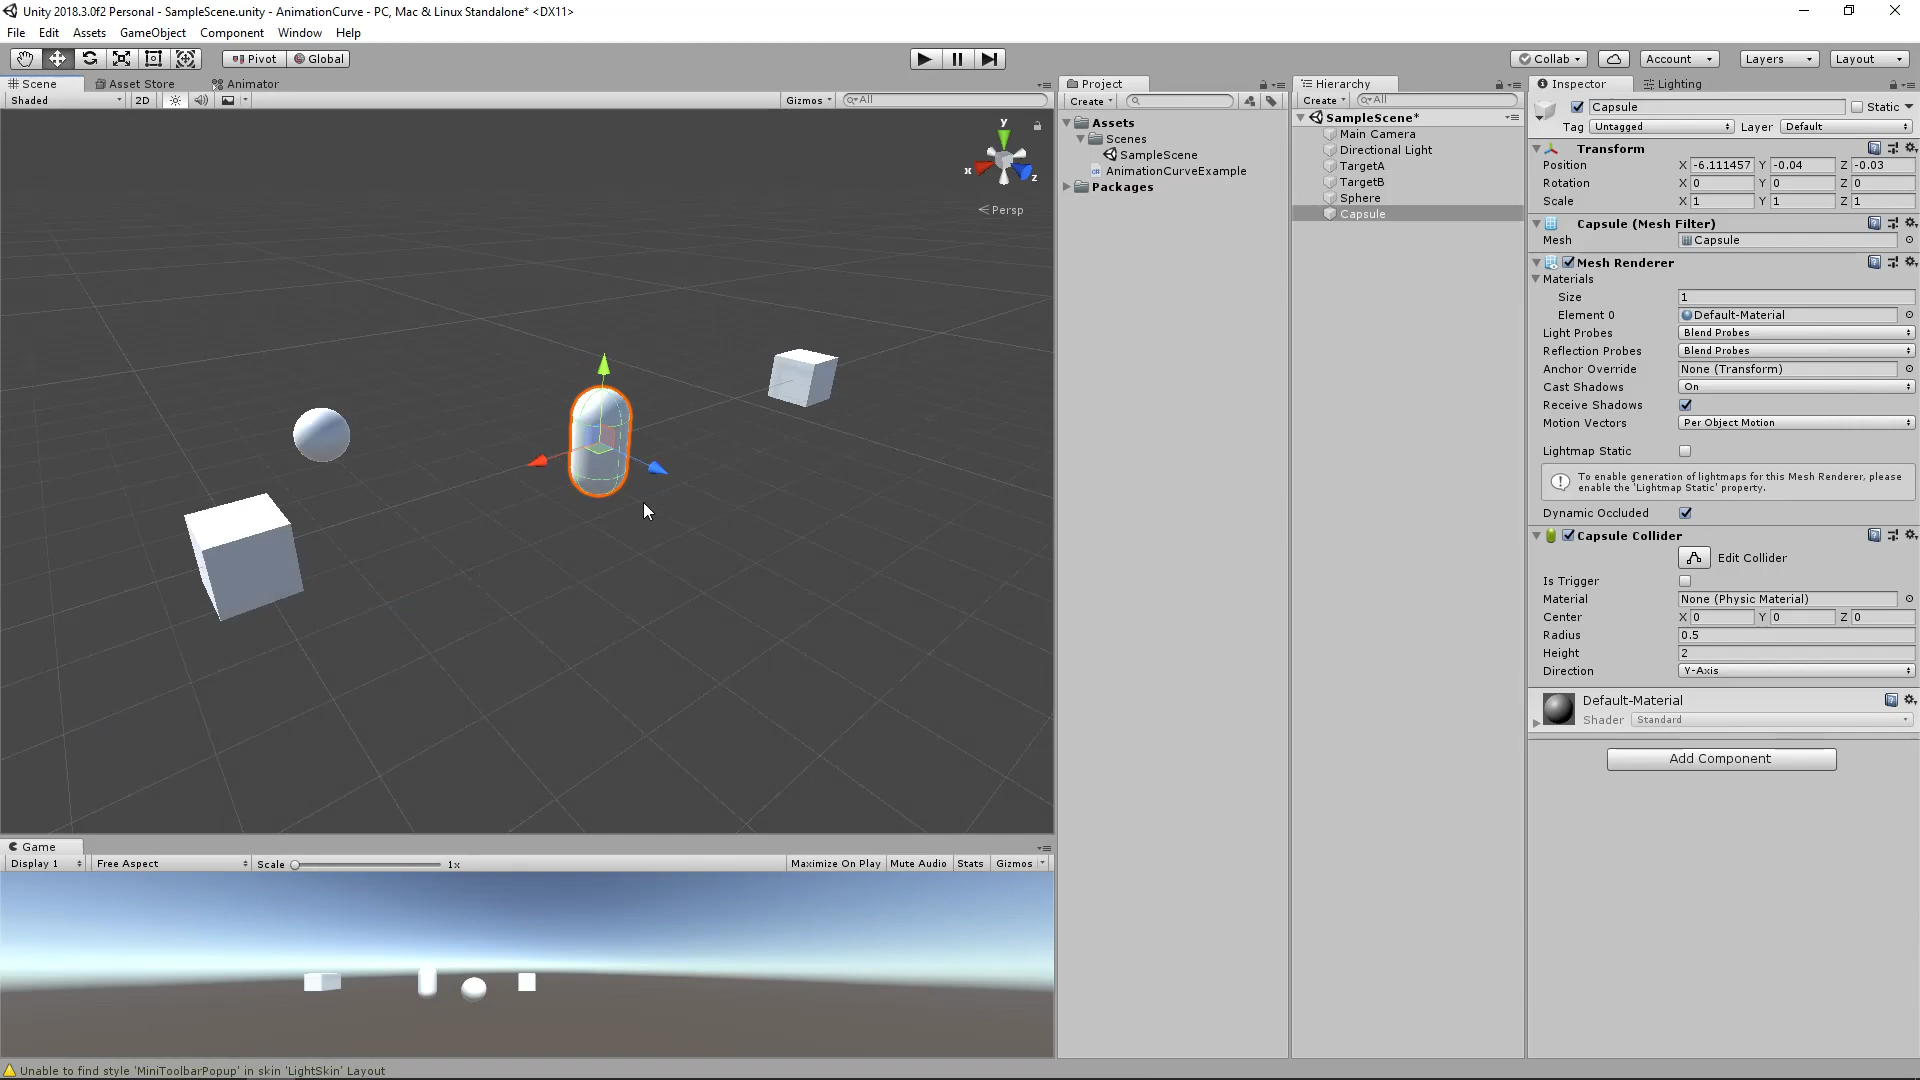 Unity 2018.3.0f2 Personal - SampleScene.unity - AnimationCurve - PC, Mac & Linux Standalone* <DX11>
File Edit Assets GameObject Component Window Help
Pivot Global Collab Account Layers Layout
Scene Asset Store Animator
Shaded 2D Gizmos All
y
x
z
Persp
Game
Display 1 Free Aspect Scale 1x Maximize On Play Mute Audio Stats Gizmos
Project
Create
Assets
Scenes
SampleScene
AnimationCurveExample
Packages
Hierarchy
Create All
SampleScene*
Main Camera
Directional Light
TargetA
TargetB
Sphere
Capsule
Inspector Lighting
Capsule Static
Tag Untagged Layer Default
Transform
Position X -6.111457 Y -0.04 Z -0.03
Rotation X 0 Y 0 Z 0
Scale X 1 Y 1 Z 1
Capsule (Mesh Filter)
Mesh Capsule
Mesh Renderer
Materials
Size 1
Element 0 Default-Material
Light Probes Blend Probes
Reflection Probes Blend Probes
Anchor Override None (Transform)
Cast Shadows On
Receive Shadows
Motion Vectors Per Object Motion
Lightmap Static
To enable generation of lightmaps for this Mesh Renderer, please
enable the 'Lightmap Static' property.
Dynamic Occluded
Capsule Collider
Edit Collider
Is Trigger
Material None (Physic Material)
Center X 0 Y 0 Z 0
Radius 0.5
Height 2
Direction Y-Axis
Default-Material
Shader Standard
Add Component
Unable to find style 'MiniToolbarPopup' in skin 'LightSkin' Layout